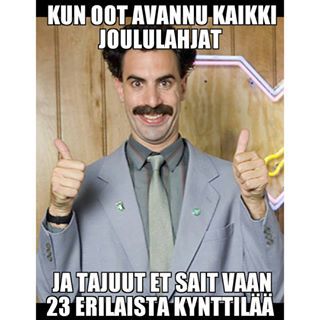 KUN OOT AVANNU KAIKKI
JOULULAHJAT
JA TAJUUT ET SAIT VAAN
23 ERILAISTA KYNTTILÄÄ